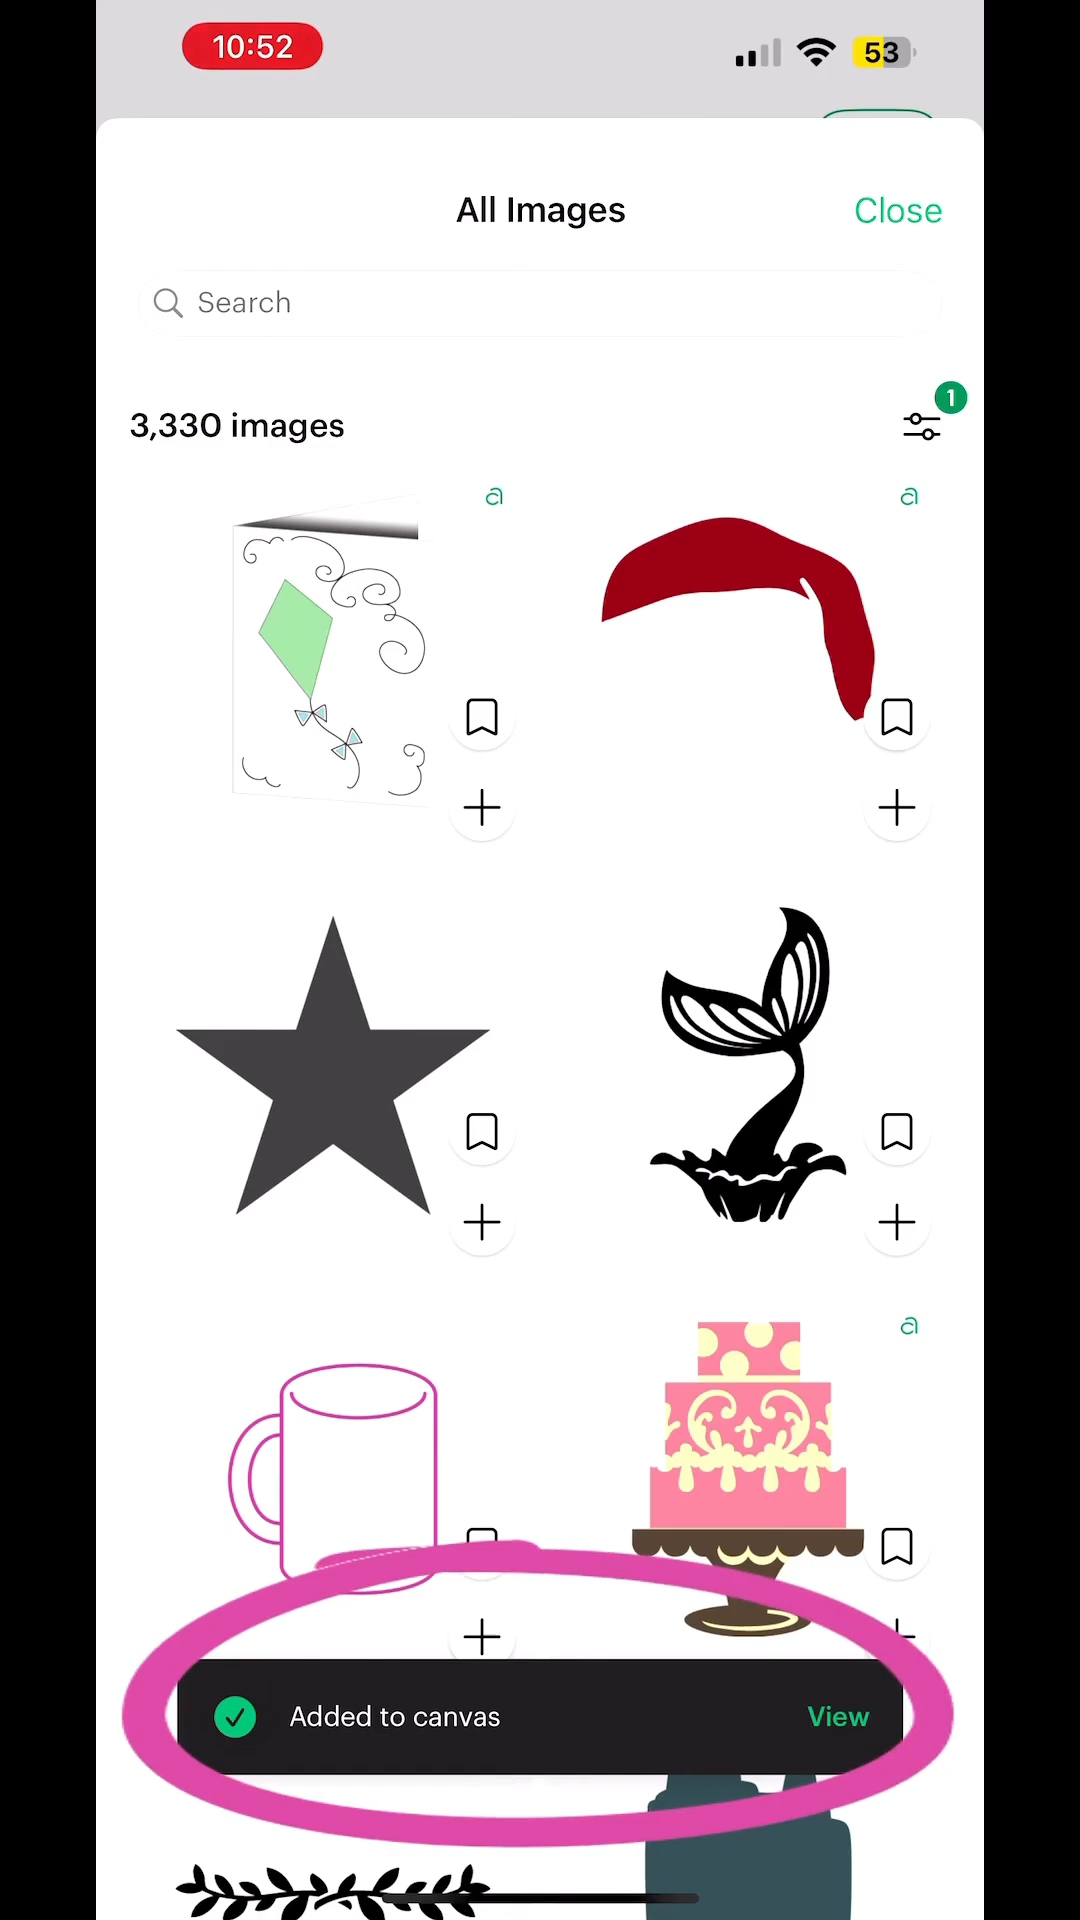 10:52
53
All Images
Close
Search
1
3,330 images
a
a
a
Added to canvas
View